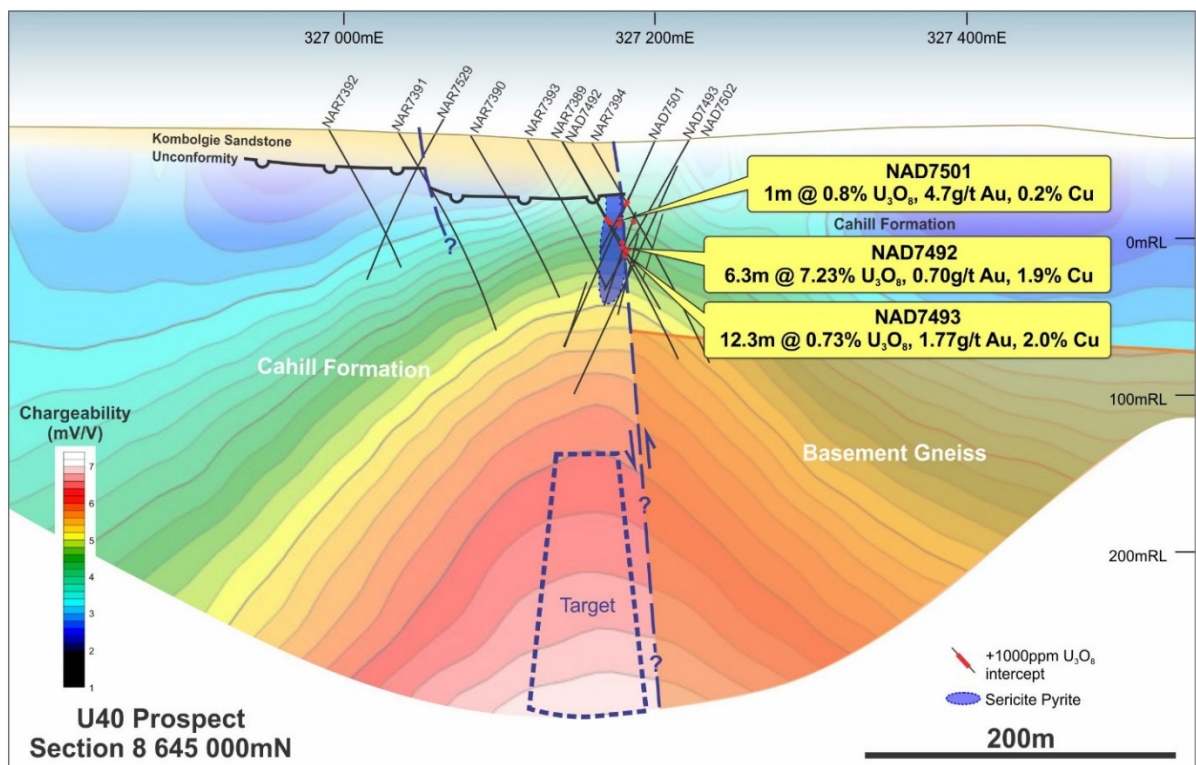 327 000mE
327 200mE
327 400mE
NAR7392
NAR7391
NAR7529
NAR7390
NAR7393
NAR7389
NAD7492
NAR7394
NAD7501
NAD7493
NAD7502
Kombolgie Sandstone
Unconformity
NAD7501
1m @ 0.8% U₃O₈, 4.7g/t Au, 0.2% Cu
Cahill Formation
0mRL
NAD7492
6.3m @ 7.23% U₃O₈, 0.70g/t Au, 1.9% Cu
NAD7493
12.3m @ 0.73% U₃O₈, 1.77g/t Au, 2.0% Cu
?
Cahill Formation
100mRL
Chargeability
(mV/V)
7
6
5
4
3
2
1
Basement Gneiss
?
200mRL
Target
?
+1000ppm U₃O₈
intercept
Sericite Pyrite
U40 Prospect
Section 8 645 000mN
200m